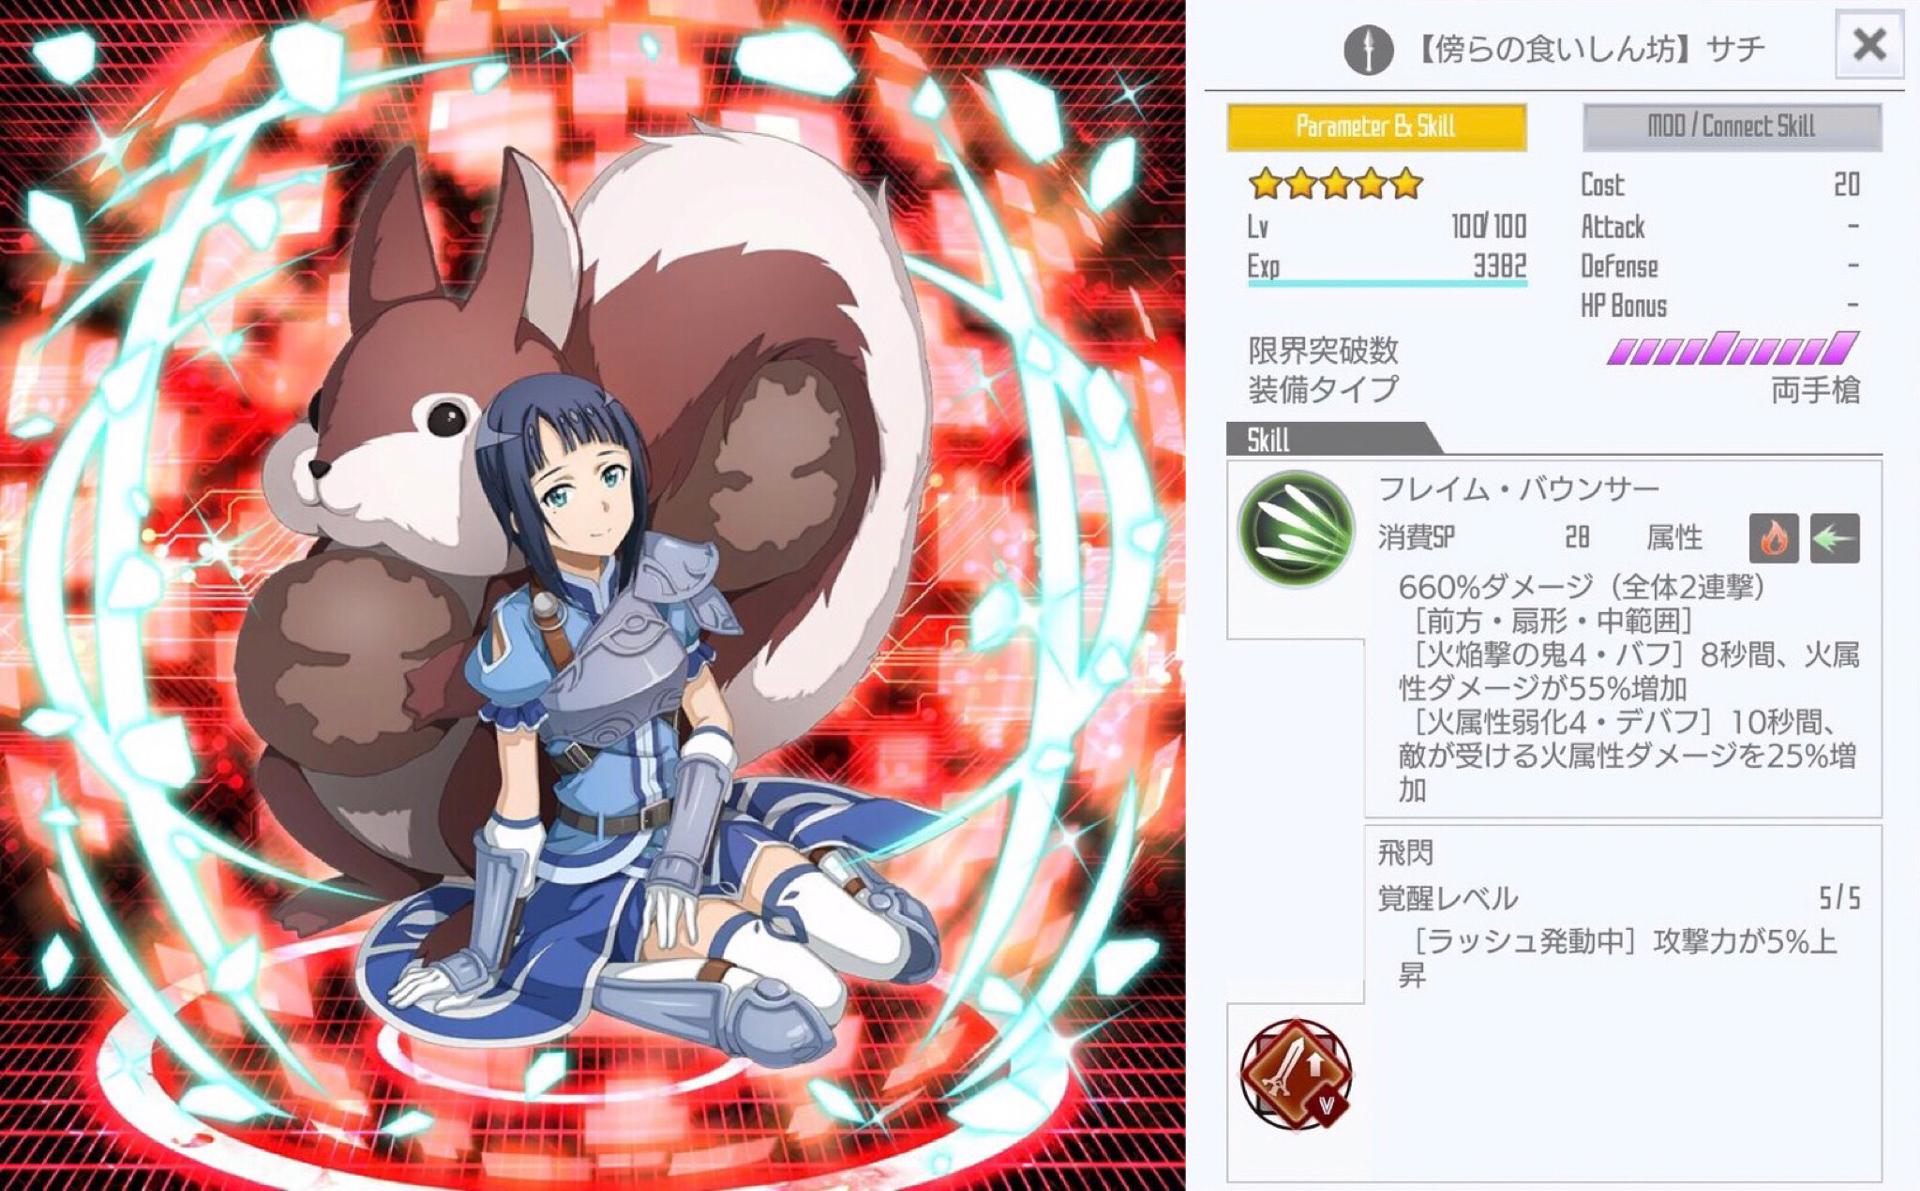 【傍らの食いしん坊】サチ
Parameter & Skill
MOD / Connect Skill
Lv 100/100
Exp 3382
Cost 20
Attack -
Defense -
HP Bonus -
限界突破数
装備タイプ 両手槍
Skill
フレイム・バウンサー
消費SP 28 属性
660%ダメージ（全体2連撃）
［前方・扇形・中範囲］
［火焔撃の鬼4・バフ］8秒間、火属
性ダメージが55%増加
［火属性弱化4・デバフ］10秒間、
敵が受ける火属性ダメージを25%増
加
飛閃
覚醒レベル 5/5
［ラッシュ発動中］攻撃力が5%上
昇
V